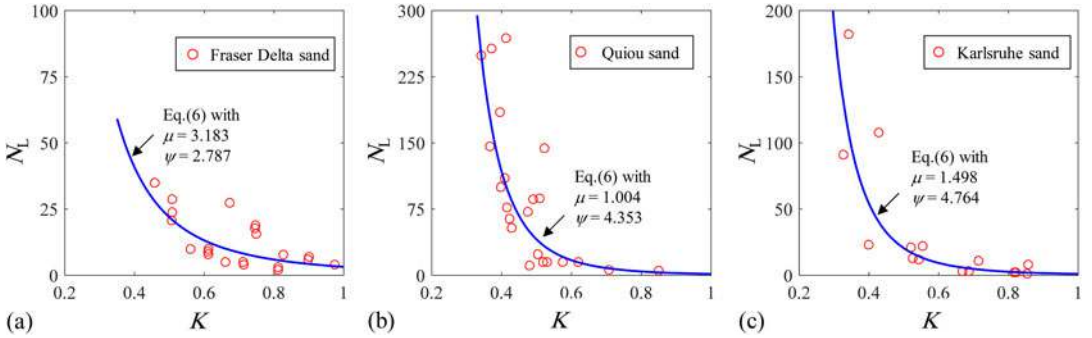 100
75
50
25
0
N_L
Fraser Delta sand
Eq.(6) with
μ = 3.183
ψ = 2.787
0.2 0.4 0.6 0.8 1
(a) K
300
225
150
75
0
N_L
Quiou sand
Eq.(6) with
μ = 1.004
ψ = 4.353
0.2 0.4 0.6 0.8 1
(b) K
200
150
100
50
0
N_L
Karlsruhe sand
Eq.(6) with
μ = 1.498
ψ = 4.764
0.2 0.4 0.6 0.8 1
(c) K